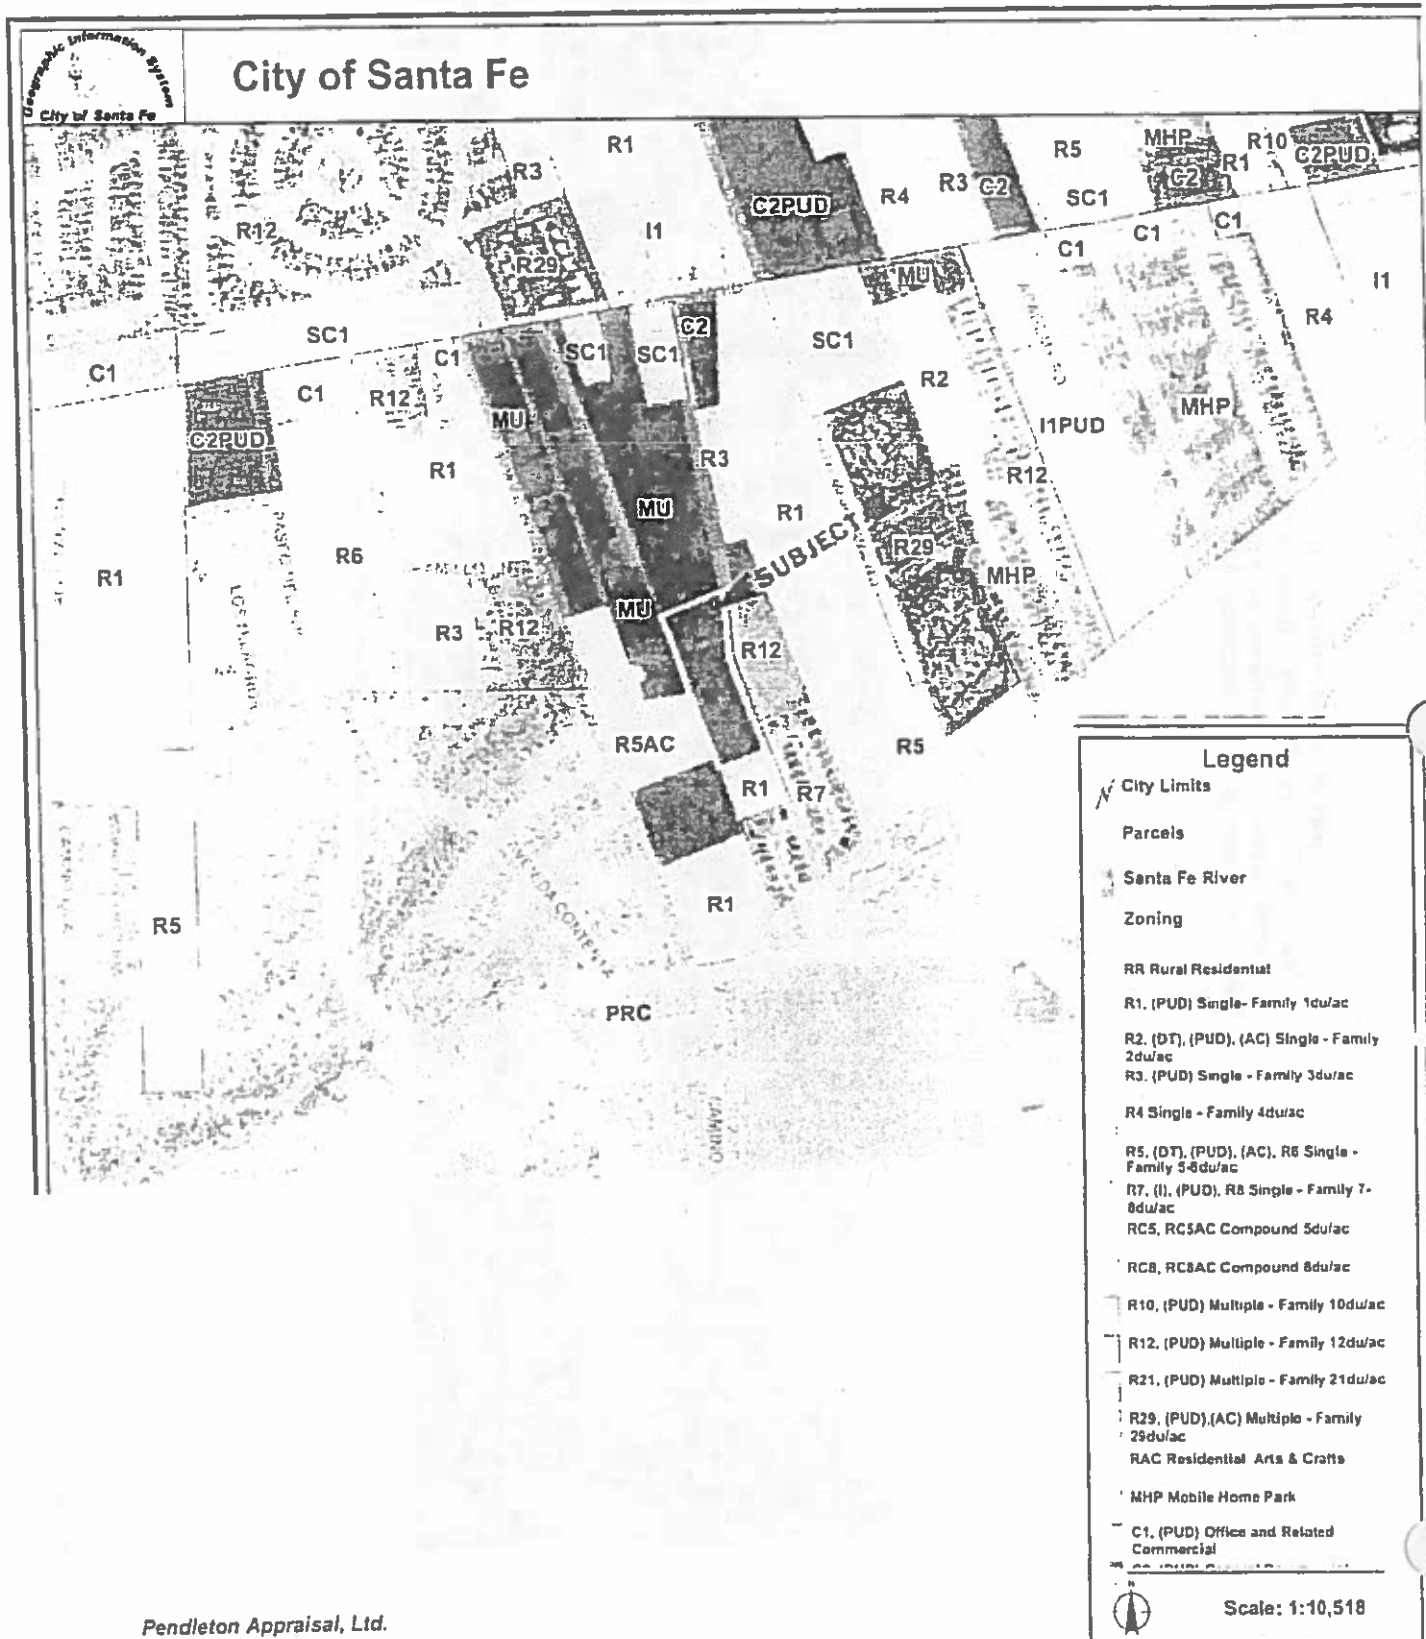 Geographic Information System
City of Santa Fe
City of Santa Fe
R1
R3
R5
MHP
R10
C2PUD
R1
C2
R3
C2
R4
SC1
C2PUD
R12
I1
C1
C1
C1
R29
MU
I1
R4
C2
SC1
SC1
SC1
SC1
C1
C1
R2
C1
R12
MHP
MU
I1PUD
C2PUD
R3
R1
R12
MU
R1
SUBJECT
R29
R6
R1
MHP
MU
R3
R12
R12
R5AC
R5
R1
R7
R1
R5
PRC
CAMINO
Legend
City Limits
Parcels
Santa Fe River
Zoning
RR Rural Residential
R1, (PUD) Single- Family 1du/ac
R2, (DT), (PUD), (AC) Single - Family
2du/ac
R3, (PUD) Single - Family 3du/ac
R4 Single - Family 4du/ac
R5, (DT), (PUD), (AC), R6 Single -
Family 5-6du/ac
R7, (I), (PUD), R8 Single - Family 7-
8du/ac
RC5, RC5AC Compound 5du/ac
RC8, RC8AC Compound 8du/ac
R10, (PUD) Multiple - Family 10du/ac
R12, (PUD) Multiple - Family 12du/ac
R21, (PUD) Multiple - Family 21du/ac
R29, (PUD),(AC) Multiple - Family
29du/ac
RAC Residential Arts & Crafts
MHP Mobile Home Park
C1, (PUD) Office and Related
Commercial
N
Scale: 1:10,518
Pendleton Appraisal, Ltd.